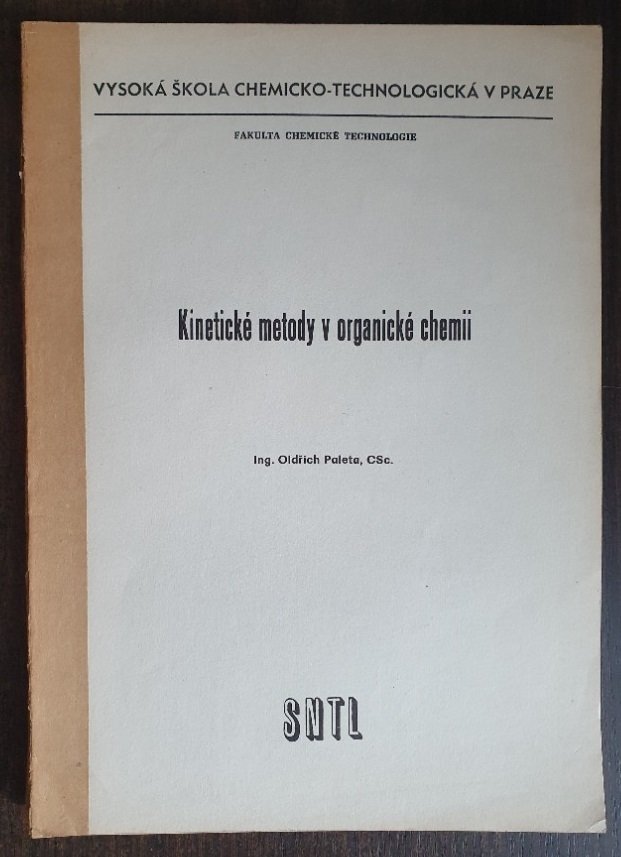 VYSOKÁ ŠKOLA CHEMICKO-TECHNOLOGICKÁ V PRAZE
FAKULTA CHEMICKÉ TECHNOLOGIE
Kinetické metody v organické chemii
Ing. Oldřich Paleta, CSc.
SNTL